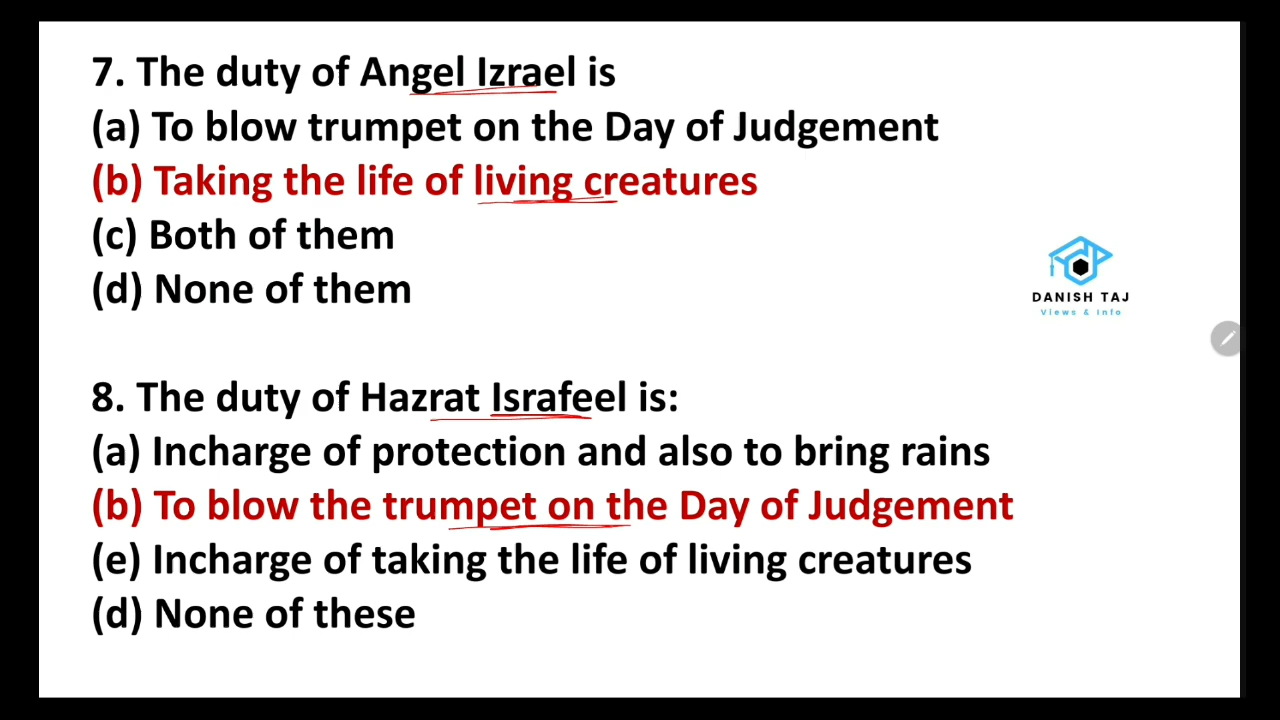 7. The duty of Angel Izrael is
(a) To blow trumpet on the Day of Judgement
(b) Taking the life of living creatures
(c) Both of them
(d) None of them
DANISH TAJ
Views & Info
8. The duty of Hazrat Israfeel is:
(a) Incharge of protection and also to bring rains
(b) To blow the trumpet on the Day of Judgement
(e) Incharge of taking the life of living creatures
(d) None of these